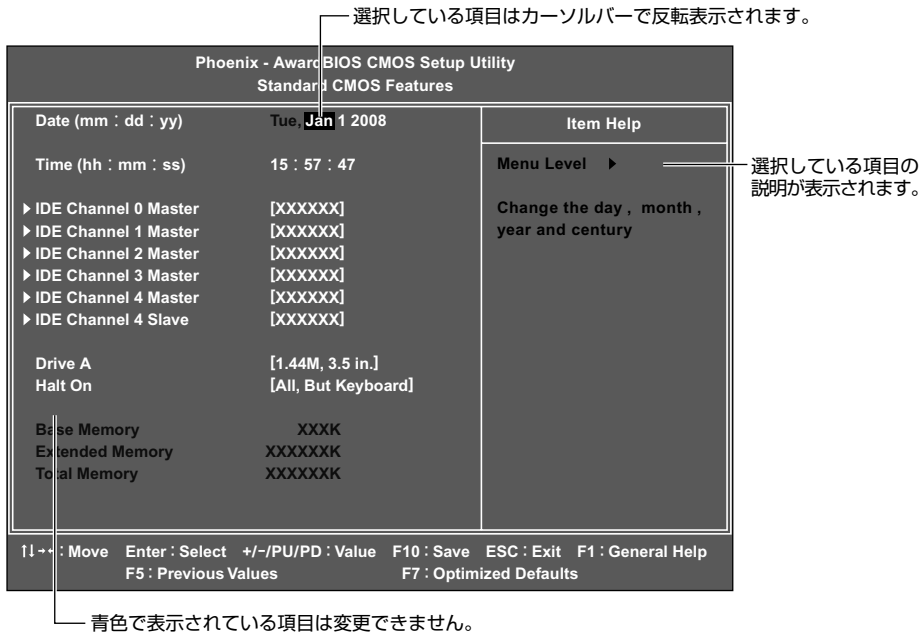 選択している項目はカーソルバーで反転表示されます。
Phoenix - AwardBIOS CMOS Setup Utility
Standard CMOS Features
Date (mm : dd : yy) Tue, Jan 1 2008
Item Help
Time (hh : mm : ss) 15 : 57 : 47
Menu Level ▶
選択している項目の
説明が表示されます。
▶ IDE Channel 0 Master [XXXXXX]
Change the day , month ,
▶ IDE Channel 1 Master [XXXXXX]
year and century
▶ IDE Channel 2 Master [XXXXXX]
▶ IDE Channel 3 Master [XXXXXX]
▶ IDE Channel 4 Master [XXXXXX]
▶ IDE Channel 4 Slave [XXXXXX]
Drive A [1.44M, 3.5 in.]
Halt On [All, But Keyboard]
Base Memory XXXK
Extended Memory XXXXXXK
Total Memory XXXXXXK
↑↓→← : Move Enter : Select +/-/PU/PD : Value F10 : Save ESC : Exit F1 : General Help
F5 : Previous Values F7 : Optimized Defaults
青色で表示されている項目は変更できません。